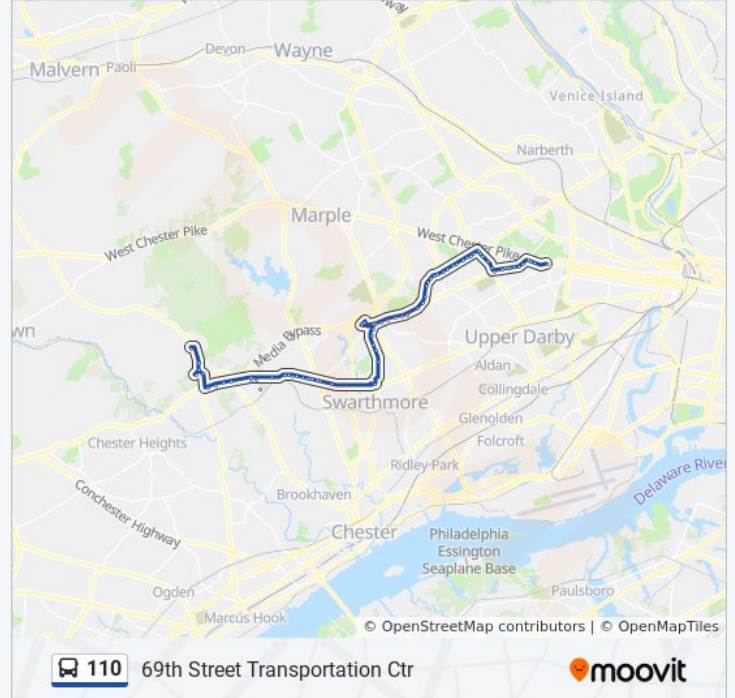 way
Malvern
Paoli
Devon
Wayne
Venice Island
Narberth
Marple
West Chester Pike
West Chester Pike
wn
Media Bypass
Upper Darby
Aldan
Collingdale
Swarthmore
Glenolden
Folcroft
Chester Heights
Ridley Park
Brookhaven
Delaware River
Conchester Highway
Chester
Philadelphia
Essington
Seaplane Base
Ogden
Paulsboro
Marcus Hook
© OpenStreetMap contributors | © OpenMapTiles
110 69th Street Transportation Ctr
moovit